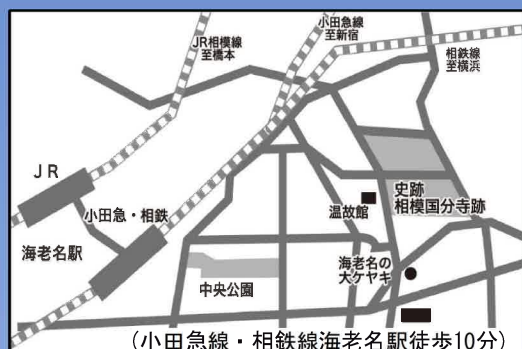 小田急線
至新宿
JR相模線
至橋本
相鉄線
至横浜
JR
小田急・相鉄
海老名駅
温故館
史跡
相模国分寺跡
海老名の
大ケヤキ
中央公園
(小田急線・相鉄線海老名駅徒歩10分)